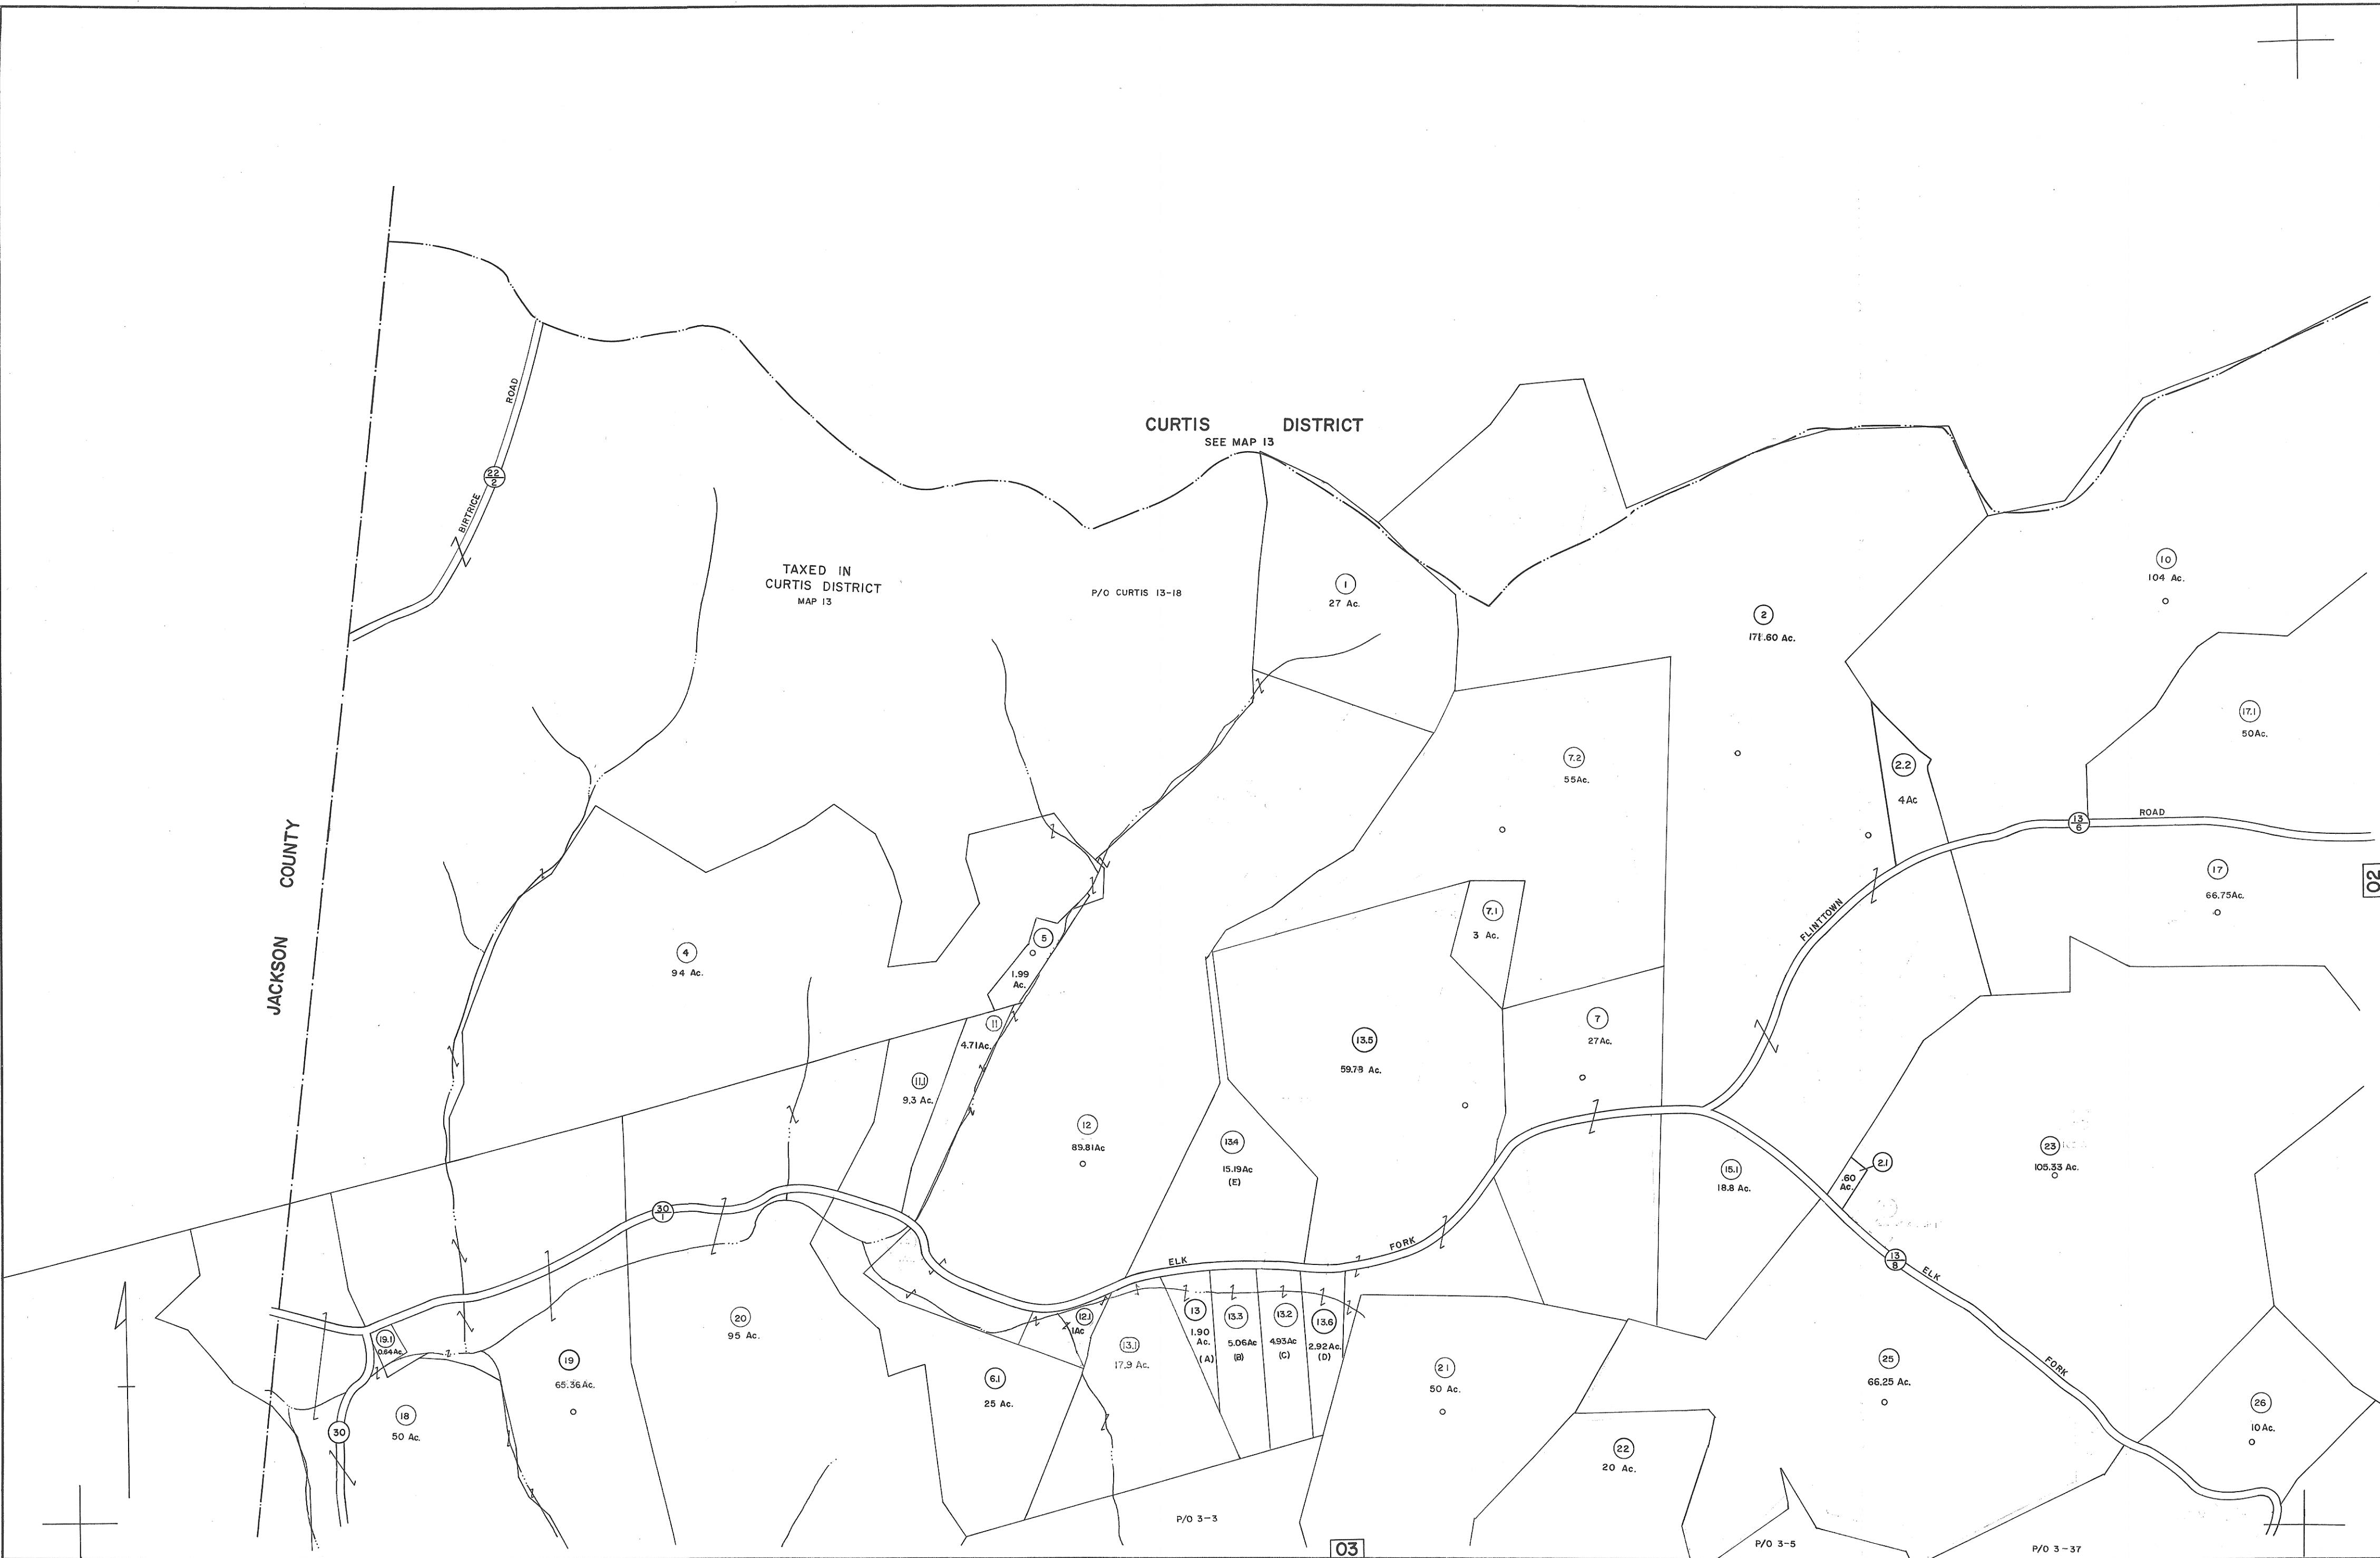 CURTIS DISTRICT
SEE MAP 13
ROAD
22
2
BIRTRICE
TAXED IN
CURTIS DISTRICT
MAP 13
P/O CURTIS 13-18
1
27 Ac.
2
.60 Ac.
10
104 Ac.
17.1
50Ac.
7.2
55Ac.
2.2
4Ac
13
6
ROAD
17
66.75Ac.
02
JACKSON COUNTY
4
94 Ac.
5
1.99
Ac.
7.1
3 Ac.
FLINTTOWN
11
4.71Ac.
11.1
9.3 Ac.
13.5
59.78 Ac.
7
27Ac.
12
89.81Ac
13.4
15.19Ac
(E)
15.1
18.8 Ac.
2.1
.60
Ac.
23
105.33 Ac.
30
1
ELK
FORK
13
8
ELK
FORK
19.1
0.64Ac.
20
95 Ac.
19
65.36Ac.
18
50 Ac.
30
12.1
1Ac
13.1
17.9 Ac.
13
1.90
Ac.
(A)
13.3
5.06Ac
(B)
13.2
4.93Ac
(C)
13.6
2.92Ac.
(D)
6.1
25 Ac.
21
50 Ac.
25
66.25 Ac.
26
10Ac.
22
20 Ac.
P/O 3-3
03
P/O 3-5
P/O 3-37